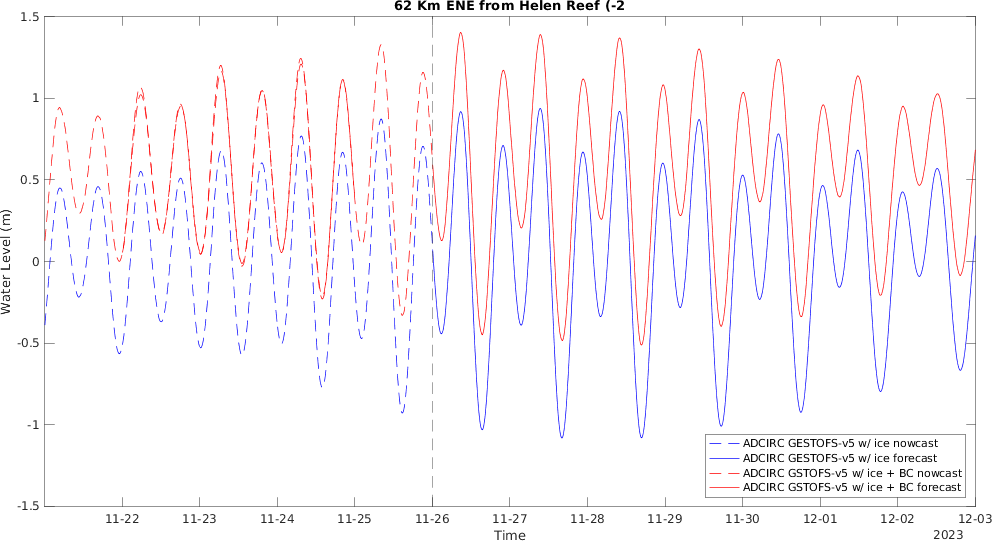 62 Km ENE from Helen Reef (-2
Water Level (m)
1.5
1
0.5
0
-0.5
-1
-1.5
11-22
11-23
11-24
11-25
11-26
11-27
11-28
11-29
11-30
12-01
12-02
12-03
Time
2023
ADCIRC GESTOFS-v5 w/ ice nowcast
ADCIRC GESTOFS-v5 w/ ice forecast
ADCIRC GSTOFS-v5 w/ ice + BC nowcast
ADCIRC GSTOFS-v5 w/ ice + BC forecast